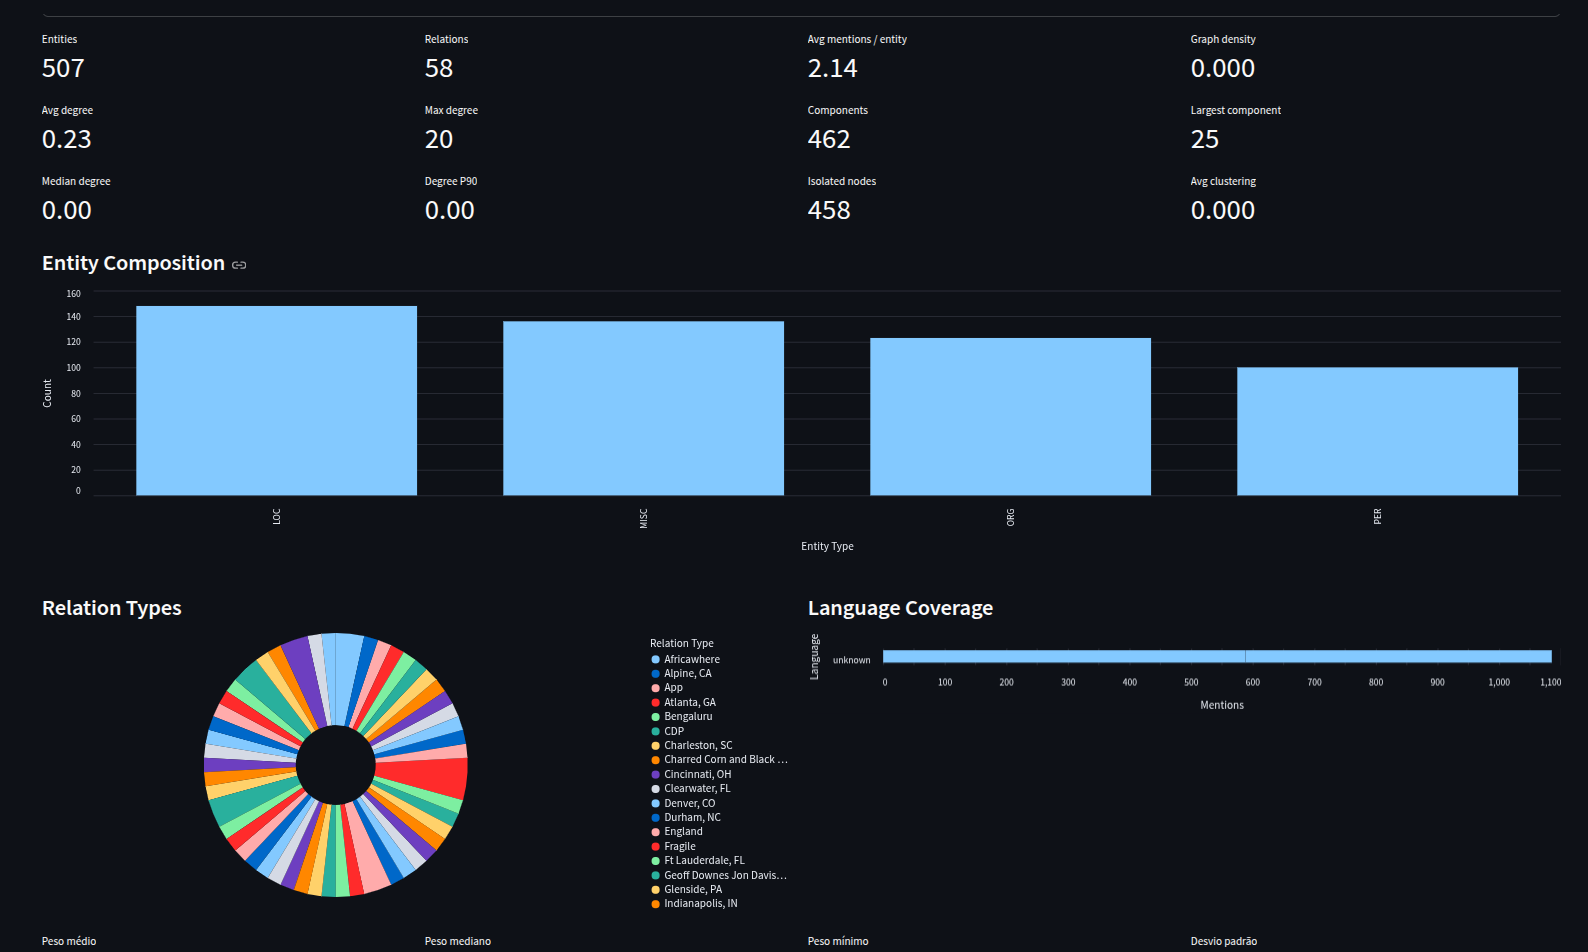 Entities
507
Relations
58
Avg mentions / entity
2.14
Graph density
0.000
Avg degree
0.23
Max degree
20
Components
462
Largest component
25
Median degree
0.00
Degree P90
0.00
Isolated nodes
458
Avg clustering
0.000
Entity Composition
Count
160
140
120
100
80
60
40
20
0
LOC
MISC
ORG
PER
Entity Type
Relation Types
Relation Type
Africawhere
Alpine, CA
App
Atlanta, GA
Bengaluru
CDP
Charleston, SC
Charred Corn and Black …
Cincinnati, OH
Clearwater, FL
Denver, CO
Durham, NC
England
Fragile
Ft Lauderdale, FL
Geoff Downes Jon Davis…
Glenside, PA
Indianapolis, IN
Language Coverage
Language
unknown
0 100 200 300 400 500 600 700 800 900 1,000 1,100
Mentions
Peso médio
Peso mediano
Peso mínimo
Desvio padrão